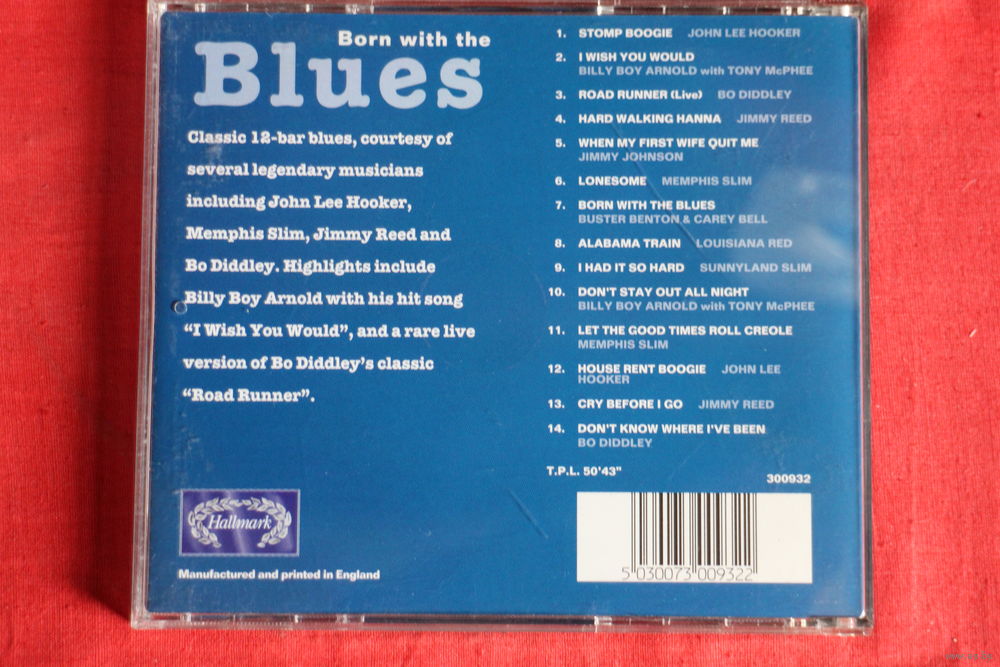 Born with the
Blues
Classic 12-bar blues, courtesy of
several legendary musicians
including John Lee Hooker,
Memphis Slim, Jimmy Reed and
Bo Diddley. Highlights include
Billy Boy Arnold with his hit song
“I Wish You Would”, and a rare live
version of Bo Diddley’s classic
“Road Runner”.
Hallmark
Manufactured and printed in England
1. STOMP BOOGIE JOHN LEE HOOKER
2. I WISH YOU WOULD
BILLY BOY ARNOLD with TONY McPHEE
3. ROAD RUNNER (Live) BO DIDDLEY
4. HARD WALKING HANNA JIMMY REED
5. WHEN MY FIRST WIFE QUIT ME
JIMMY JOHNSON
6. LONESOME MEMPHIS SLIM
7. BORN WITH THE BLUES
BUSTER BENTON & CAREY BELL
8. ALABAMA TRAIN LOUISIANA RED
9. I HAD IT SO HARD SUNNYLAND SLIM
10. DON'T STAY OUT ALL NIGHT
BILLY BOY ARNOLD with TONY McPHEE
11. LET THE GOOD TIMES ROLL CREOLE
MEMPHIS SLIM
12. HOUSE RENT BOOGIE JOHN LEE
HOOKER
13. CRY BEFORE I GO JIMMY REED
14. DON'T KNOW WHERE I'VE BEEN
BO DIDDLEY
T.P.L. 50'43"
300932
5 030073 009322